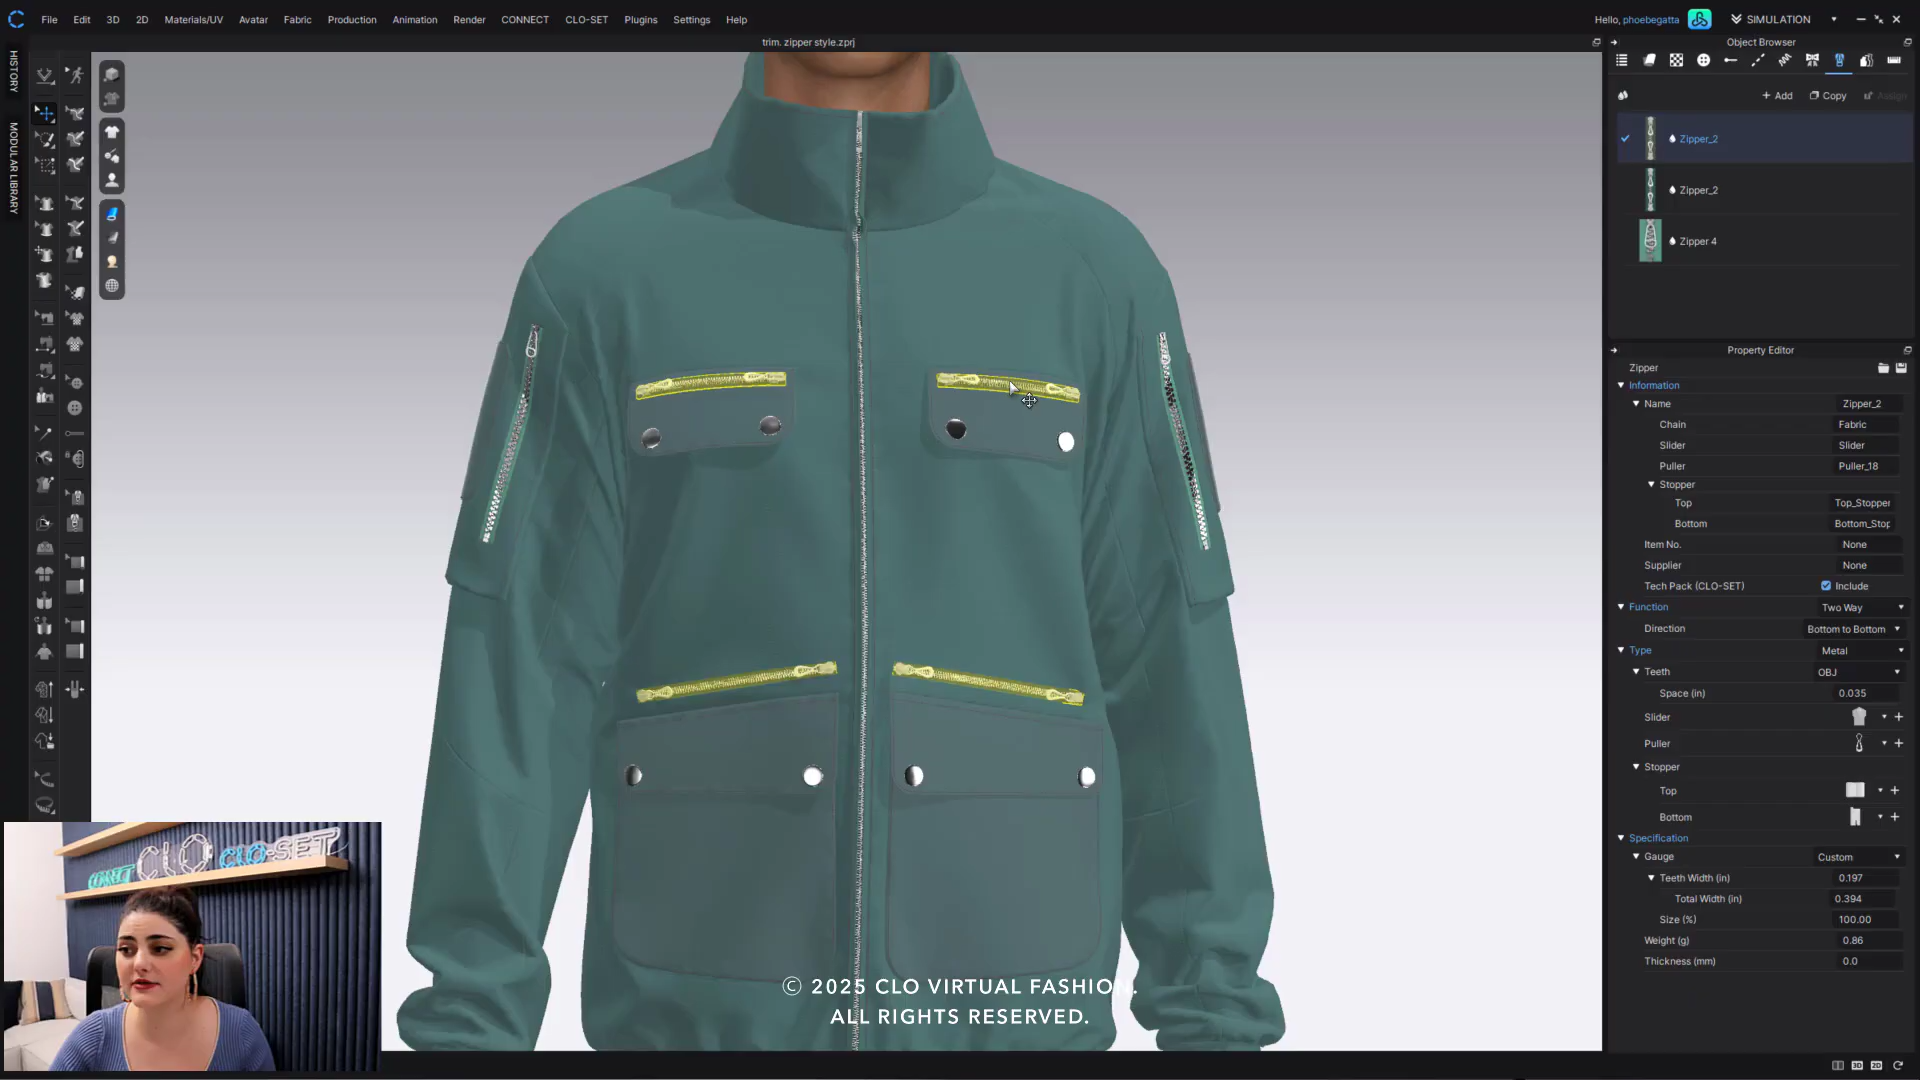 File Edit 3D 2D Materials/UV Avatar Fabric Production Animation Render CONNECT CLO-SET Plugins Settings Help
Hello, phoebegatta
SIMULATION
trim. zipper style.zprj
HISTORY
MODULAR LIBRARY
Object Browser
+ Add Copy Assign
Zipper_2
Zipper_2
Zipper 4
Property Editor
Zipper
Information
Name Zipper_2
Chain Fabric
Slider Slider
Puller Puller_18
Stopper
Top Top_Stopper
Bottom Bottom_Stop
Item No. None
Supplier None
Tech Pack (CLO-SET) Include
Function Two Way
Direction Bottom to Bottom
Type Metal
Teeth OBJ
Space (in) 0.035
Slider
Puller
Stopper
Top
Bottom
Specification
Gauge Custom
Teeth Width (in) 0.197
Total Width (in) 0.394
Size (%) 100.00
Weight (g) 0.86
Thickness (mm) 0.0
CONNECT CLO CLO-SET
© 2025 CLO VIRTUAL FASHION.
ALL RIGHTS RESERVED.
3D 2D